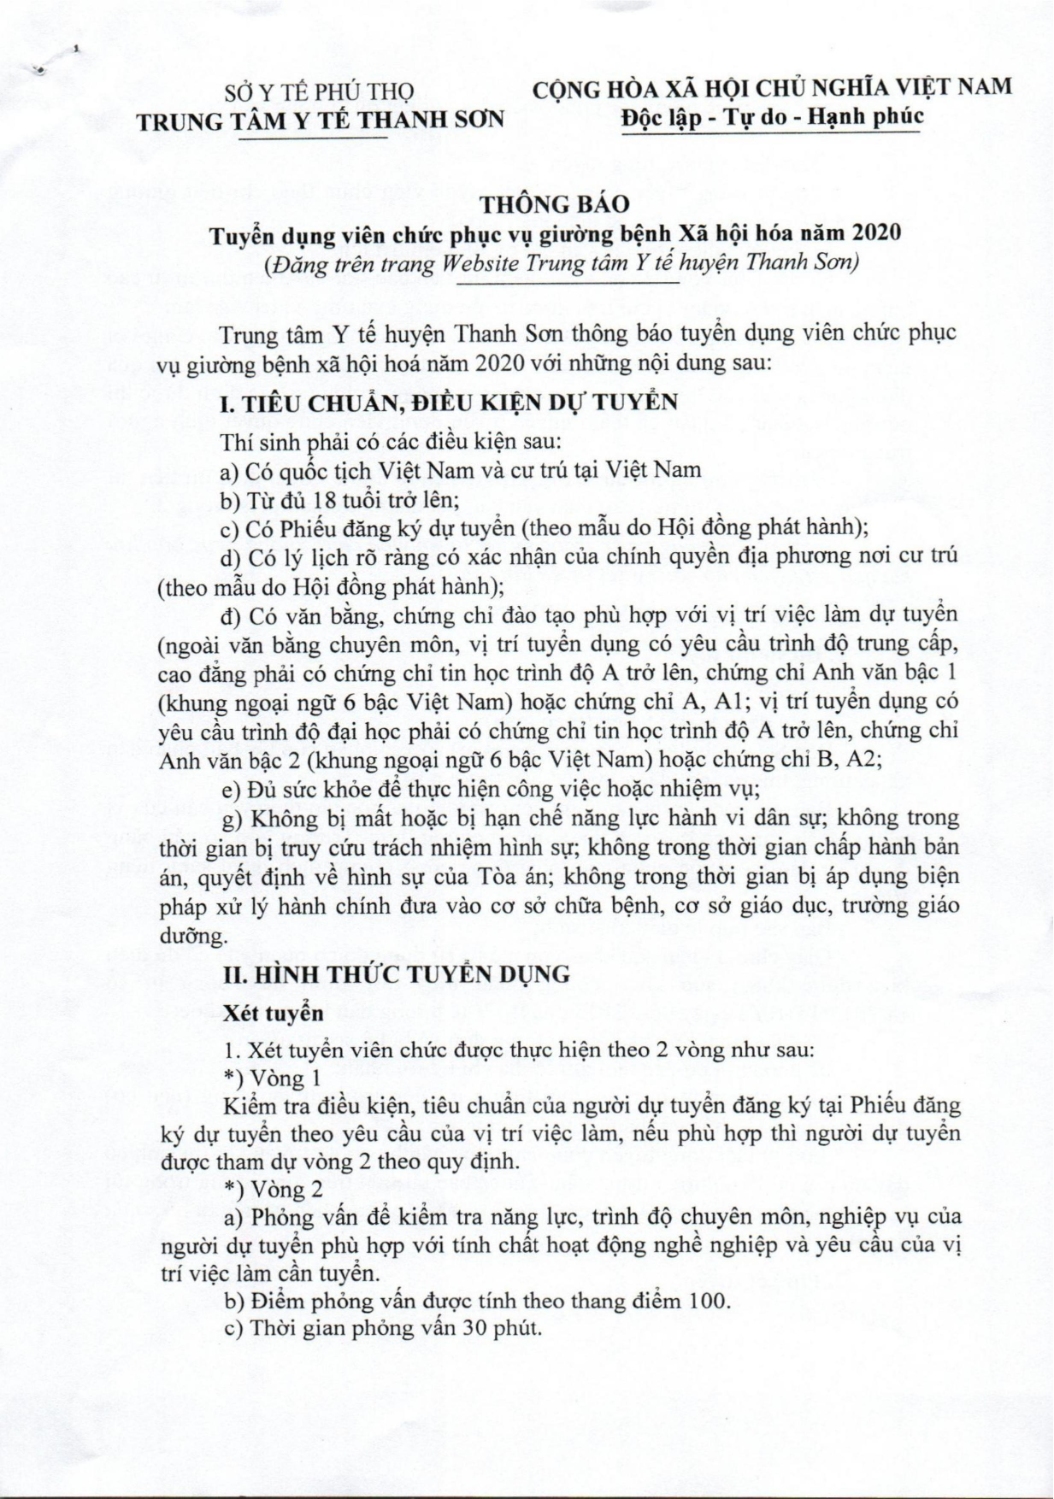 SỞ Y TẾ PHÚ THỌ
TRUNG TÂM Y TẾ THANH SƠN
CỘNG HÒA XÃ HỘI CHỦ NGHĨA VIỆT NAM
Độc lập - Tự do - Hạnh phúc
THÔNG BÁO
Tuyển dụng viên chức phục vụ giường bệnh Xã hội hóa năm 2020
(Đăng trên trang Website Trung tâm Y tế huyện Thanh Sơn)
Trung tâm Y tế huyện Thanh Sơn thông báo tuyển dụng viên chức phục
vụ giường bệnh xã hội hoá năm 2020 với những nội dung sau:
I. TIÊU CHUẨN, ĐIỀU KIỆN DỰ TUYỂN
Thí sinh phải có các điều kiện sau:
a) Có quốc tịch Việt Nam và cư trú tại Việt Nam
b) Từ đủ 18 tuổi trở lên;
c) Có Phiếu đăng ký dự tuyển (theo mẫu do Hội đồng phát hành);
d) Có lý lịch rõ ràng có xác nhận của chính quyền địa phương nơi cư trú
(theo mẫu do Hội đồng phát hành);
đ) Có văn bằng, chứng chỉ đào tạo phù hợp với vị trí việc làm dự tuyển
(ngoài văn bằng chuyên môn, vị trí tuyển dụng có yêu cầu trình độ trung cấp,
cao đẳng phải có chứng chỉ tin học trình độ A trở lên, chứng chỉ Anh văn bậc 1
(khung ngoại ngữ 6 bậc Việt Nam) hoặc chứng chỉ A, A1; vị trí tuyển dụng có
yêu cầu trình độ đại học phải có chứng chỉ tin học trình độ A trở lên, chứng chỉ
Anh văn bậc 2 (khung ngoại ngữ 6 bậc Việt Nam) hoặc chứng chỉ B, A2;
e) Đủ sức khỏe để thực hiện công việc hoặc nhiệm vụ;
g) Không bị mất hoặc bị hạn chế năng lực hành vi dân sự; không trong
thời gian bị truy cứu trách nhiệm hình sự; không trong thời gian chấp hành bản
án, quyết định về hình sự của Tòa án; không trong thời gian bị áp dụng biện
pháp xử lý hành chính đưa vào cơ sở chữa bệnh, cơ sở giáo dục, trường giáo
dưỡng.
II. HÌNH THỨC TUYỂN DỤNG
Xét tuyển
1. Xét tuyển viên chức được thực hiện theo 2 vòng như sau:
*) Vòng 1
Kiểm tra điều kiện, tiêu chuẩn của người dự tuyển đăng ký tại Phiếu đăng
ký dự tuyển theo yêu cầu của vị trí việc làm, nếu phù hợp thì người dự tuyển
được tham dự vòng 2 theo quy định.
*) Vòng 2
a) Phỏng vấn để kiểm tra năng lực, trình độ chuyên môn, nghiệp vụ của
người dự tuyển phù hợp với tính chất hoạt động nghề nghiệp và yêu cầu của vị
trí việc làm cần tuyển.
b) Điểm phỏng vấn được tính theo thang điểm 100.
c) Thời gian phỏng vấn 30 phút.